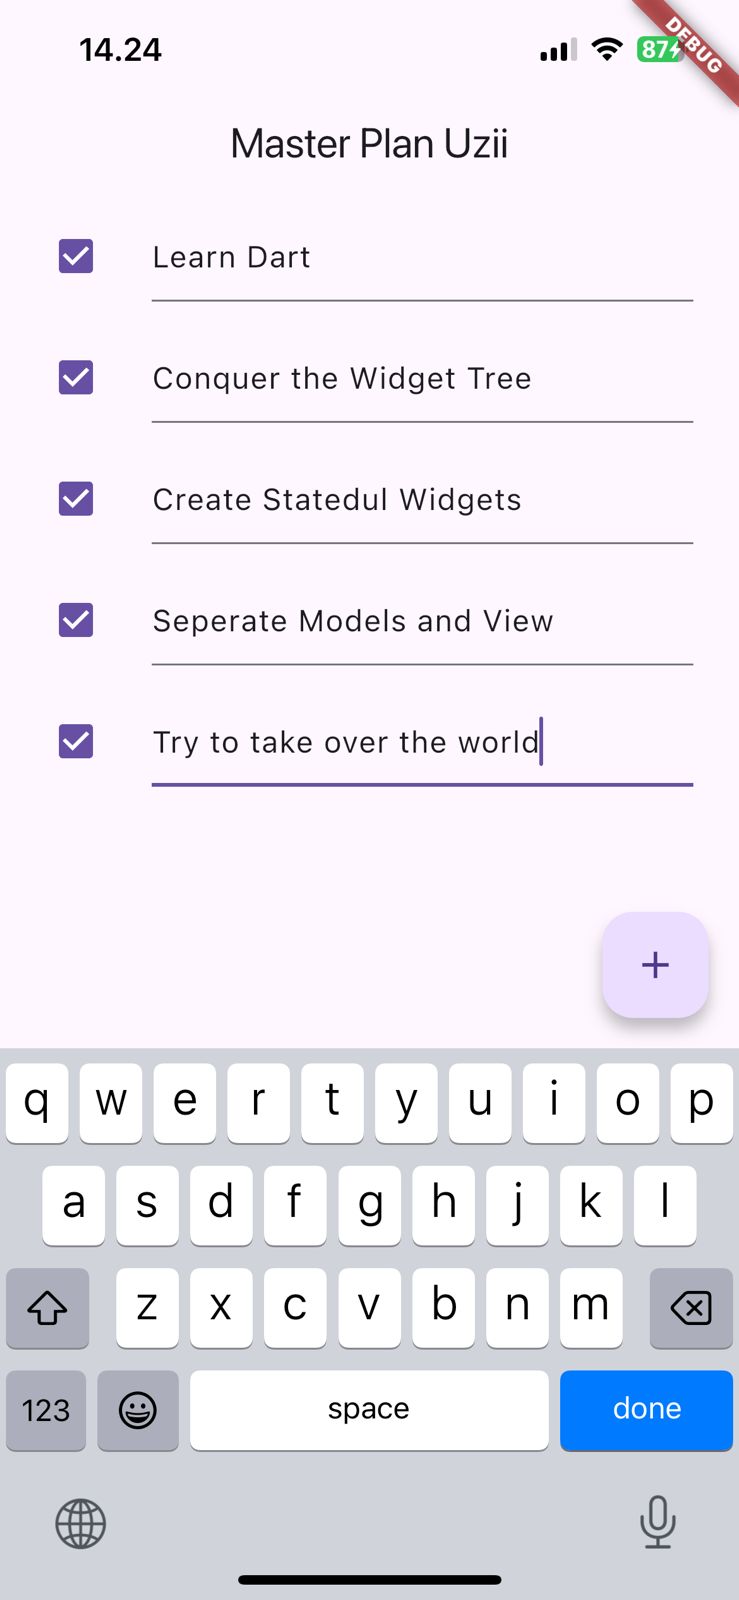 14.24
87
DEBUG
Master Plan Uzii
Learn Dart
Conquer the Widget Tree
Create Statedul Widgets
Seperate Models and View
Try to take over the world
+
q w e r t y u i o p
a s d f g h j k l
z x c v b n m
123 space done